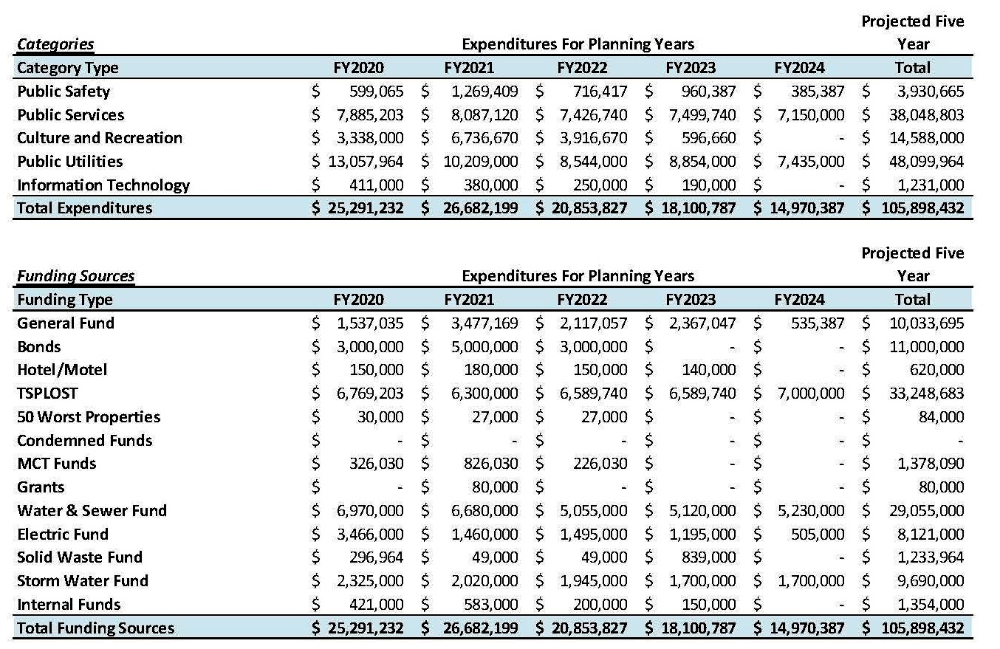 Projected Five
Categories Expenditures For Planning Years Year
Category Type FY2020 FY2021 FY2022 FY2023 FY2024 Total
Public Safety $ 599,065 $ 1,269,409 $ 716,417 $ 960,387 $ 385,387 $ 3,930,665
Public Services $ 7,885,203 $ 8,087,120 $ 7,426,740 $ 7,499,740 $ 7,150,000 $ 38,048,803
Culture and Recreation $ 3,338,000 $ 6,736,670 $ 3,916,670 $ 596,660 $ - $ 14,588,000
Public Utilities $ 13,057,964 $ 10,209,000 $ 8,544,000 $ 8,854,000 $ 7,435,000 $ 48,099,964
Information Technology $ 411,000 $ 380,000 $ 250,000 $ 190,000 $ - $ 1,231,000
Total Expenditures $ 25,291,232 $ 26,682,199 $ 20,853,827 $ 18,100,787 $ 14,970,387 $ 105,898,432
Projected Five
Funding Sources Expenditures For Planning Years Year
Funding Type FY2020 FY2021 FY2022 FY2023 FY2024 Total
General Fund $ 1,537,035 $ 3,477,169 $ 2,117,057 $ 2,367,047 $ 535,387 $ 10,033,695
Bonds $ 3,000,000 $ 5,000,000 $ 3,000,000 $ - $ - $ 11,000,000
Hotel/Motel $ 150,000 $ 180,000 $ 150,000 $ 140,000 $ - $ 620,000
TSPLOST $ 6,769,203 $ 6,300,000 $ 6,589,740 $ 6,589,740 $ 7,000,000 $ 33,248,683
50 Worst Properties $ 30,000 $ 27,000 $ 27,000 $ - $ - $ 84,000
Condemned Funds $ - $ - $ - $ - $ - $ -
MCT Funds $ 326,030 $ 826,030 $ 226,030 $ - $ - $ 1,378,090
Grants $ - $ 80,000 $ - $ - $ - $ 80,000
Water & Sewer Fund $ 6,970,000 $ 6,680,000 $ 5,055,000 $ 5,120,000 $ 5,230,000 $ 29,055,000
Electric Fund $ 3,466,000 $ 1,460,000 $ 1,495,000 $ 1,195,000 $ 505,000 $ 8,121,000
Solid Waste Fund $ 296,964 $ 49,000 $ 49,000 $ 839,000 $ - $ 1,233,964
Storm Water Fund $ 2,325,000 $ 2,020,000 $ 1,945,000 $ 1,700,000 $ 1,700,000 $ 9,690,000
Internal Funds $ 421,000 $ 583,000 $ 200,000 $ 150,000 $ - $ 1,354,000
Total Funding Sources $ 25,291,232 $ 26,682,199 $ 20,853,827 $ 18,100,787 $ 14,970,387 $ 105,898,432